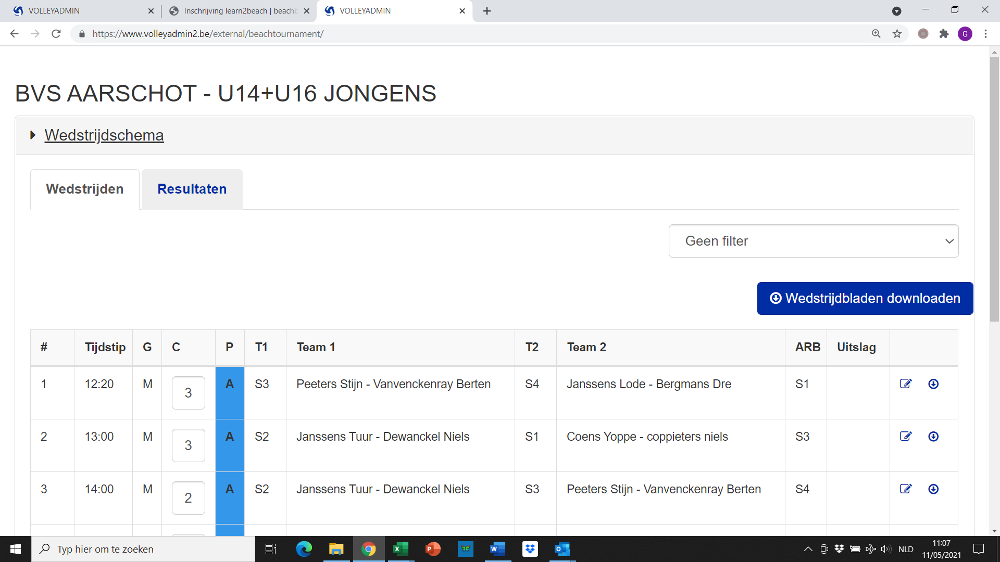 VOLLEYADMIN
Inschrijving learn2beach | beachb
VOLLEYADMIN
https://www.volleyadmin2.be/external/beachtournament/
G
BVS AARSCHOT - U14+U16 JONGENS
Wedstrijdschema
Wedstrijden Resultaten
Geen filter
Wedstrijdbladen downloaden
# Tijdstip G C P T1 Team 1 T2 Team 2 ARB Uitslag
1 12:20 M 3 A S3 Peeters Stijn - Vanvenckenray Berten S4 Janssens Lode - Bergmans Dre S1
2 13:00 M 3 A S2 Janssens Tuur - Dewanckel Niels S1 Coens Yoppe - coppieters niels S3
3 14:00 M 2 A S2 Janssens Tuur - Dewanckel Niels S3 Peeters Stijn - Vanvenckenray Berten S4
Typ hier om te zoeken
NLD
11:07
11/05/2021